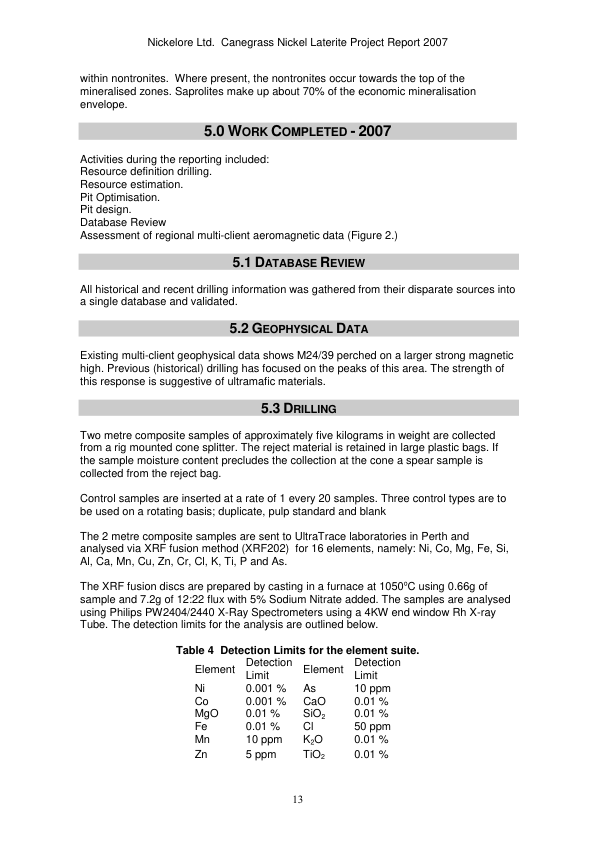 Nickelore Ltd.  Canegrass Nickel Laterite Project Report 2007
within nontronites.  Where present, the nontronites occur towards the top of the
mineralised zones. Saprolites make up about 70% of the economic mineralisation
envelope.
5.0 WORK COMPLETED - 2007
Activities during the reporting included:
Resource definition drilling.
Resource estimation.
Pit Optimisation.
Pit design.
Database Review
Assessment of regional multi-client aeromagnetic data (Figure 2.)
5.1 DATABASE REVIEW
All historical and recent drilling information was gathered from their disparate sources into
a single database and validated.
5.2 GEOPHYSICAL DATA
Existing multi-client geophysical data shows M24/39 perched on a larger strong magnetic
high. Previous (historical) drilling has focused on the peaks of this area. The strength of
this response is suggestive of ultramafic materials.
5.3 DRILLING
Two metre composite samples of approximately five kilograms in weight are collected
from a rig mounted cone splitter. The reject material is retained in large plastic bags. If
the sample moisture content precludes the collection at the cone a spear sample is
collected from the reject bag.
Control samples are inserted at a rate of 1 every 20 samples. Three control types are to
be used on a rotating basis; duplicate, pulp standard and blank
The 2 metre composite samples are sent to UltraTrace laboratories in Perth and
analysed via XRF fusion method (XRF202)  for 16 elements, namely: Ni, Co, Mg, Fe, Si,
Al, Ca, Mn, Cu, Zn, Cr, Cl, K, Ti, P and As.
The XRF fusion discs are prepared by casting in a furnace at 1050°C using 0.66g of
sample and 7.2g of 12:22 flux with 5% Sodium Nitrate added. The samples are analysed
using Philips PW2404/2440 X-Ray Spectrometers using a 4KW end window Rh X-ray
Tube. The detection limits for the analysis are outlined below.
Table 4  Detection Limits for the element suite.
Element Detection Limit Element Detection Limit
Ni 0.001 % As 10 ppm
Co 0.001 % CaO 0.01 %
MgO 0.01 % SiO₂ 0.01 %
Fe 0.01 % Cl 50 ppm
Mn 10 ppm K₂O 0.01 %
Zn 5 ppm TiO₂ 0.01 %
13